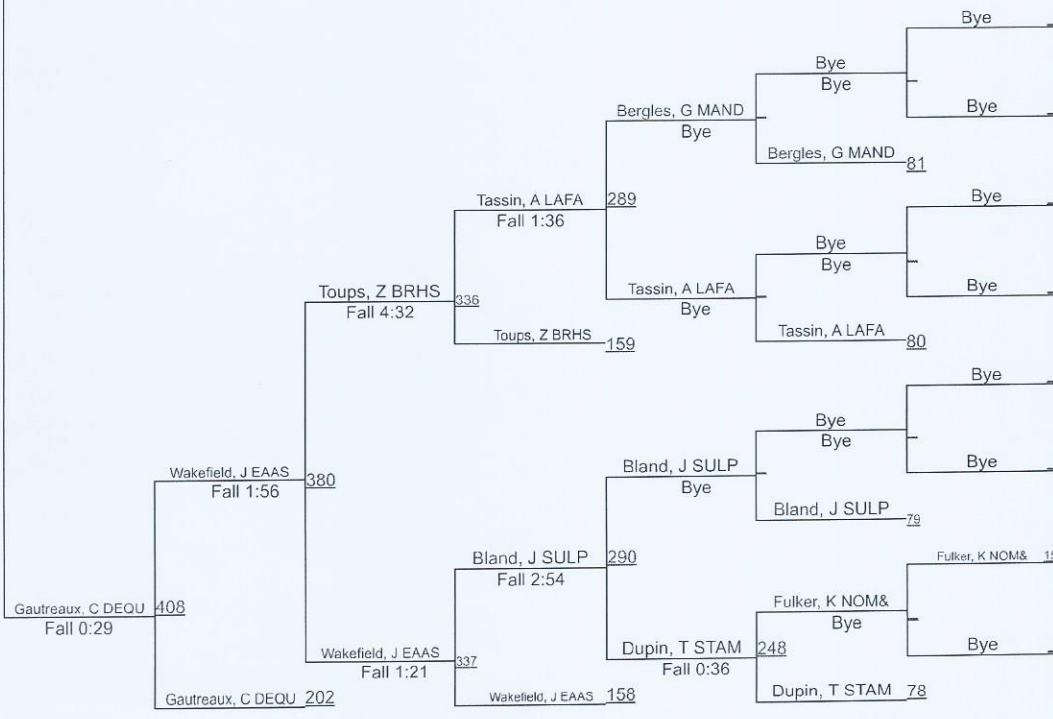 Bye
Bye
Bye
Bergles, G MAND
Bye
Bye
Bergles, G MAND 81
Tassin, A LAFA 289
Fall 1:36
Bye
Bye
Bye
Toups, Z BRHS 336
Fall 4:32
Tassin, A LAFA
Bye
Bye
Toups, Z BRHS 159
Tassin, A LAFA 80
Bye
Bye
Bye
Wakefield, J EAAS 380
Fall 1:56
Bland, J SULP
Bye
Bye
Bland, J SULP 79
Bland, J SULP 290
Fall 2:54
Fulker, K NOM&
Gautreaux, C DEQU 408
Fall 0:29
Fulker, K NOM&
Bye
Wakefield, J EAAS 337
Fall 1:21
Dupin, T STAM 248
Fall 0:36
Bye
Gautreaux, C DEQU 202
Wakefield, J EAAS 158
Dupin, T STAM 78